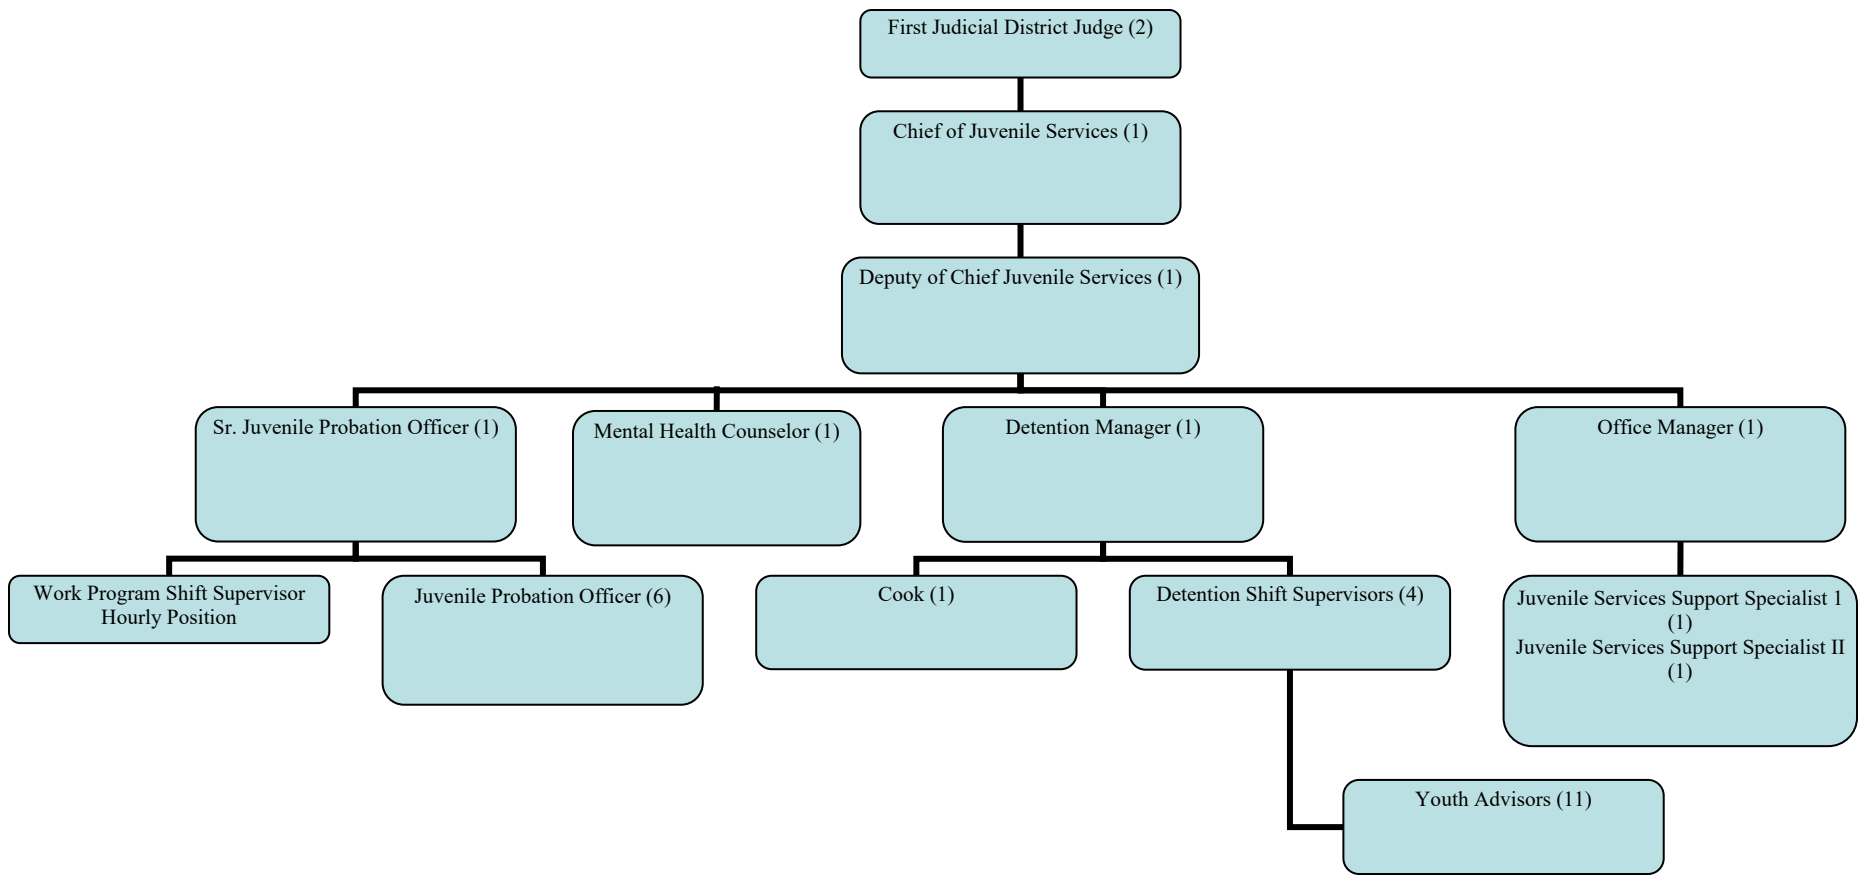 First Judicial District Judge (2)
Chief of Juvenile Services (1)
Deputy of Chief Juvenile Services (1)
Sr. Juvenile Probation Officer (1)
Mental Health Counselor (1)
Detention Manager (1)
Office Manager (1)
Work Program Shift Supervisor
Hourly Position
Juvenile Probation Officer (6)
Cook (1)
Detention Shift Supervisors (4)
Juvenile Services Support Specialist 1
(1)
Juvenile Services Support Specialist II
(1)
Youth Advisors (11)